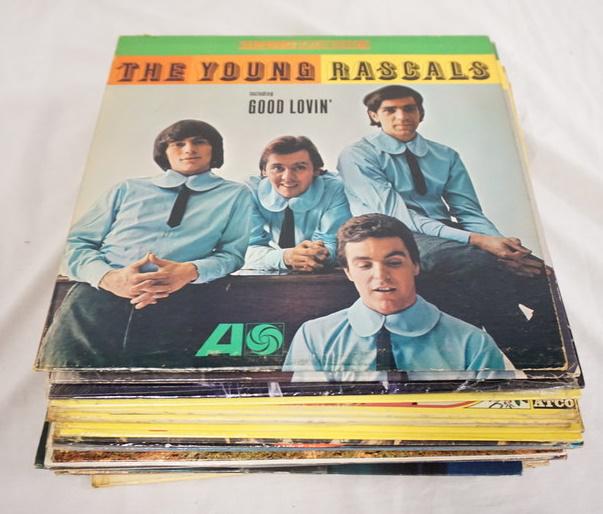 THE YOUNG RASCALS
including
GOOD LOVIN'
A
ATCO